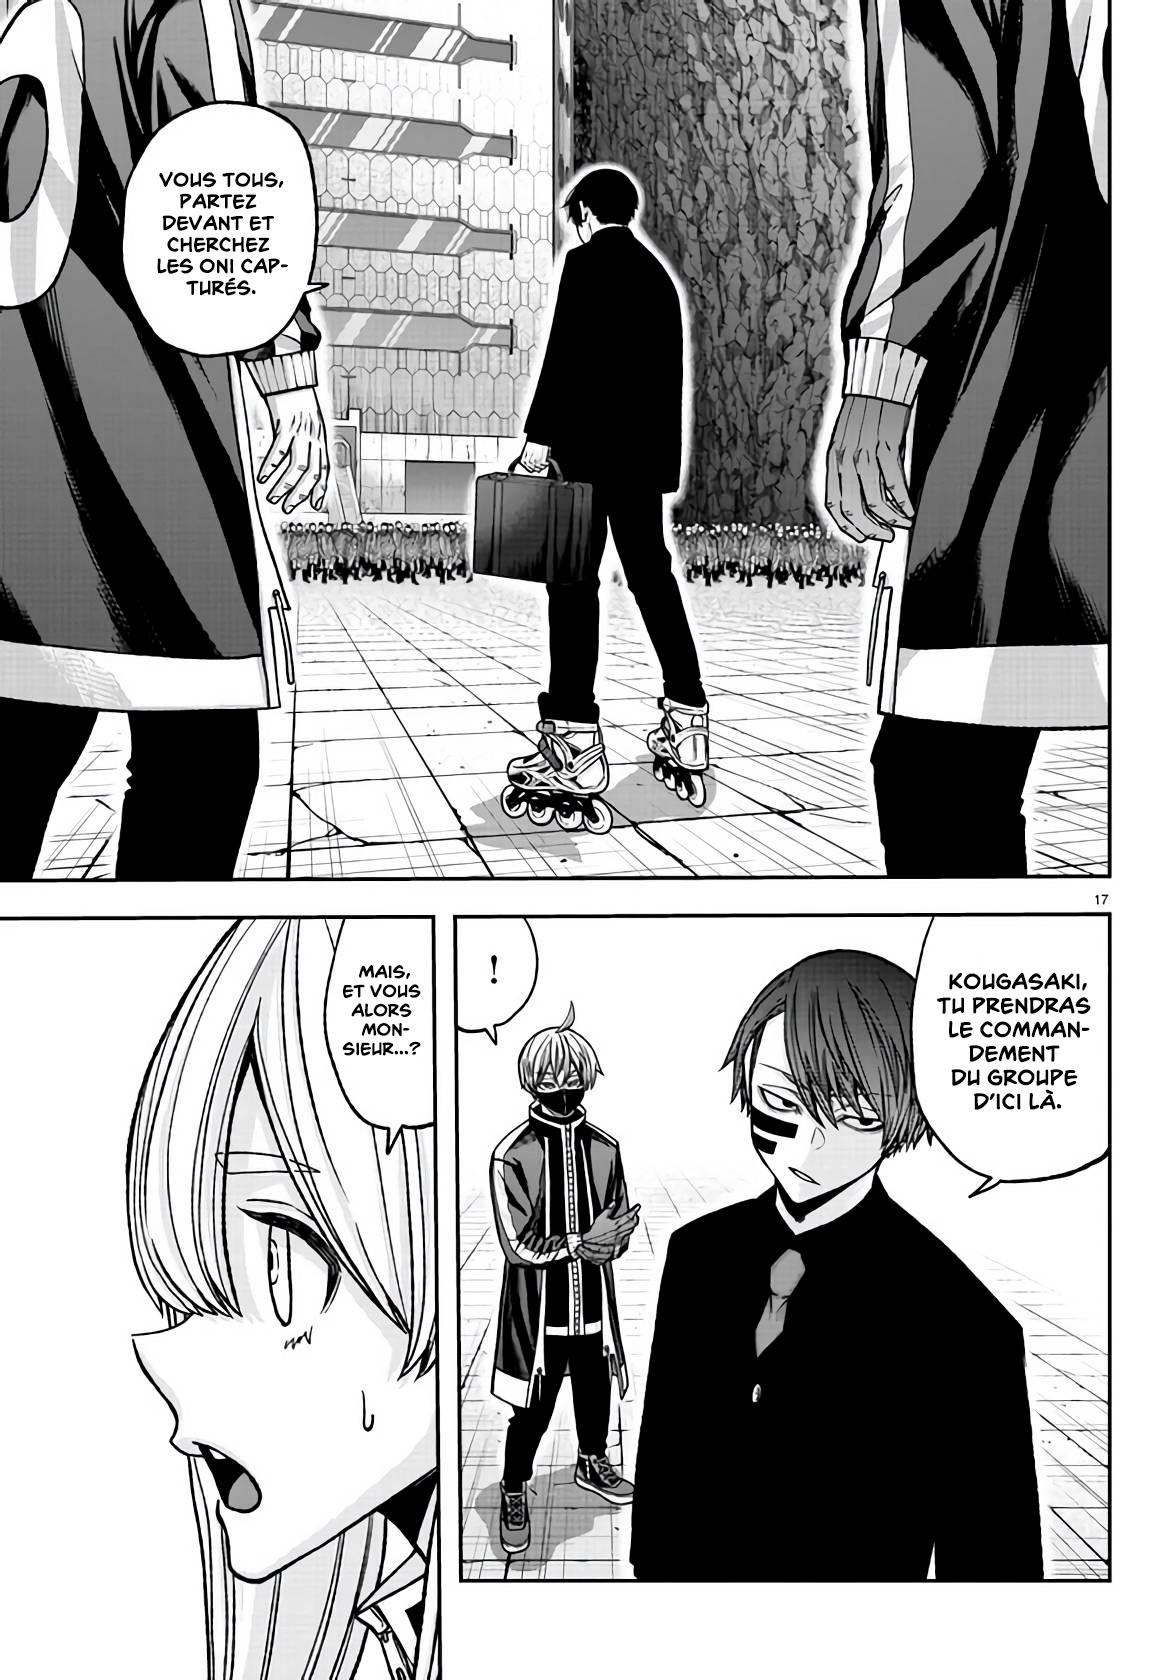 VOUS TOUS,
PARTEZ
DEVANT ET
CHERCHEZ
LES ONI CAP-
TURÉS.
17
KOUGASAKI,
TU PRENDRAS
LE COMMAN-
DEMENT
DU GROUPE
D'ICI LÀ.
!
MAIS,
ET VOUS
ALORS
MON-
SIEUR...?